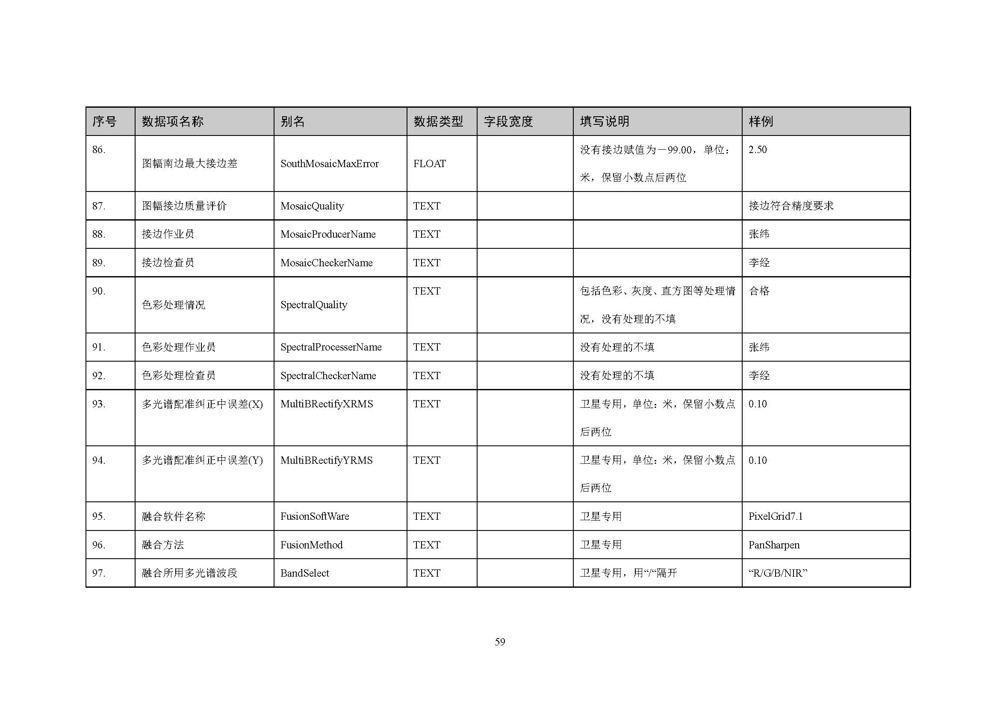 序号 数据项名称 别名 数据类型 字段宽度 填写说明 样例
86. 图幅南边最大接边差 SouthMosaicMaxError FLOAT 没有接边赋值为－99.00，单位： 2.50
米，保留小数点后两位
87. 图幅接边质量评价 MosaicQuality TEXT 接边符合精度要求
88. 接边作业员 MosaicProducerName TEXT 张纬
89. 接边检查员 MosaicCheckerName TEXT 李经
90. 色彩处理情况 SpectralQuality TEXT 包括色彩、灰度、直方图等处理情 合格
况，没有处理的不填
91. 色彩处理作业员 SpectralProcesserName TEXT 没有处理的不填 张纬
92. 色彩处理检查员 SpectralCheckerName TEXT 没有处理的不填 李经
93. 多光谱配准纠正中误差(X) MultiBRectifyXRMS TEXT 卫星专用，单位：米，保留小数点 0.10
后两位
94. 多光谱配准纠正中误差(Y) MultiBRectifyYRMS TEXT 卫星专用，单位：米，保留小数点 0.10
后两位
95. 融合软件名称 FusionSoftWare TEXT 卫星专用 PixelGrid7.1
96. 融合方法 FusionMethod TEXT 卫星专用 PanSharpen
97. 融合所用多光谱波段 BandSelect TEXT 卫星专用，用“/“隔开 “R/G/B/NIR”
59